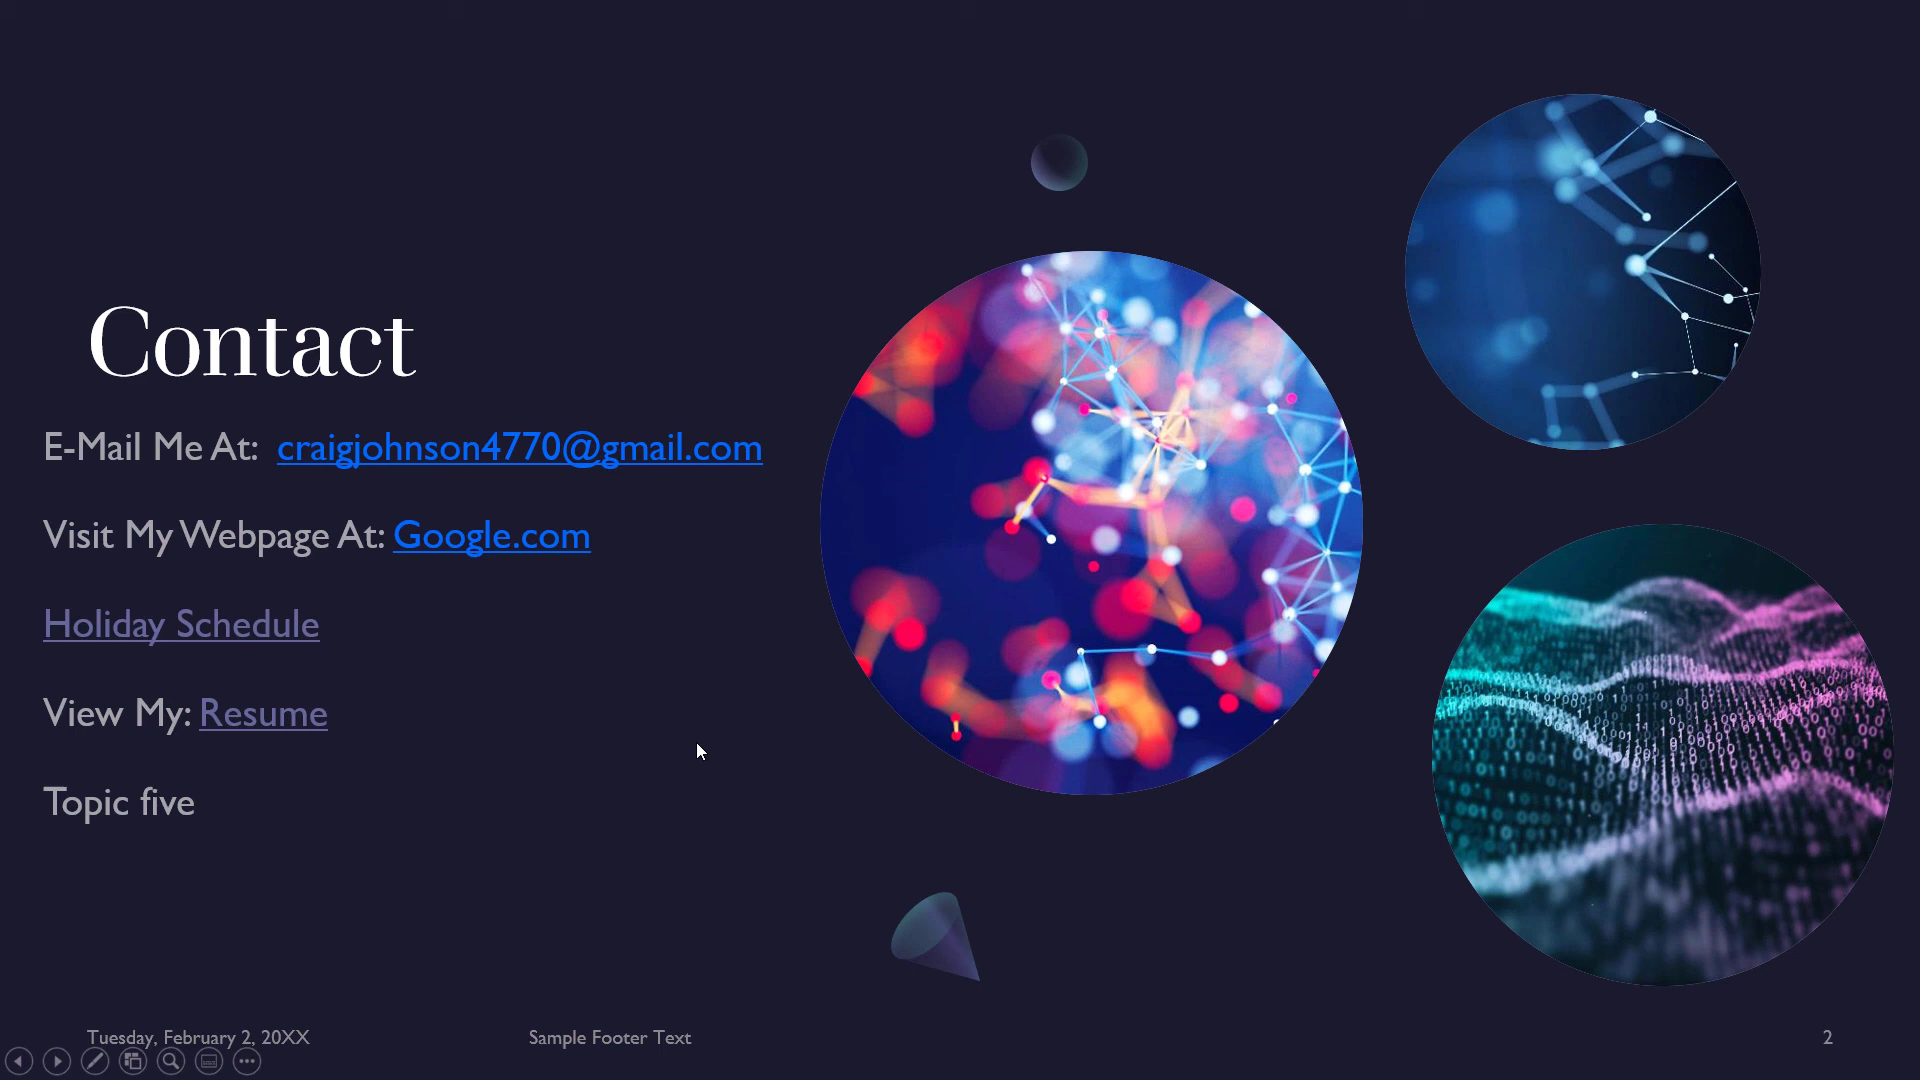 Contact
E-Mail Me At:  craigjohnson4770@gmail.com
Visit My Webpage At: Google.com
Holiday Schedule
View My: Resume
Topic five
Tuesday, February 2, 20XX
Sample Footer Text
2